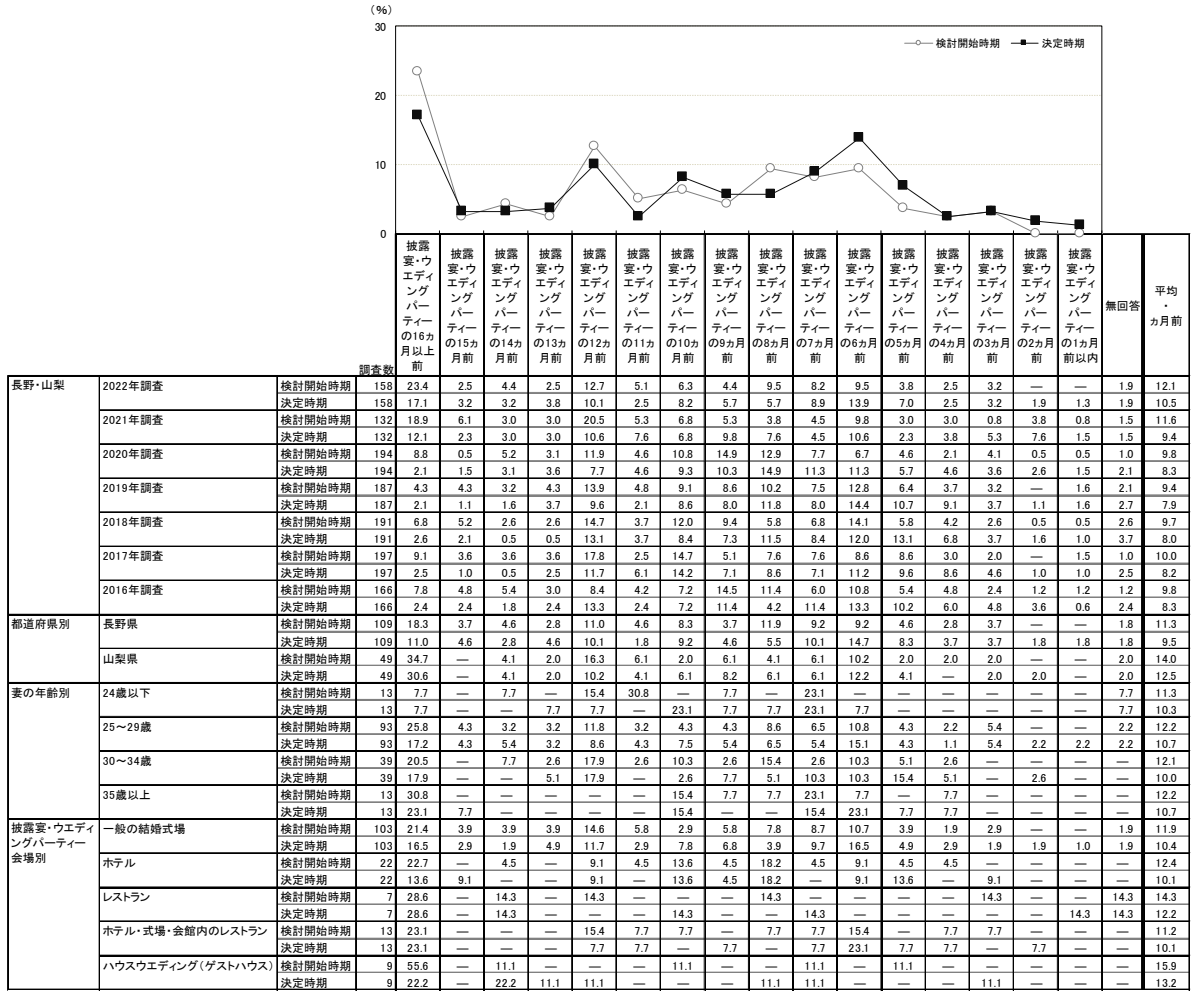 （％）
30
20
10
0
検討開始時期 決定時期
調査数 披露宴・ウエディングパーティーの16ヵ月以上前 披露宴・ウエディングパーティーの15ヵ月前 披露宴・ウエディングパーティーの14ヵ月前 披露宴・ウエディングパーティーの13ヵ月前 披露宴・ウエディングパーティーの12ヵ月前 披露宴・ウエディングパーティーの11ヵ月前 披露宴・ウエディングパーティーの10ヵ月前 披露宴・ウエディングパーティーの9ヵ月前 披露宴・ウエディングパーティーの8ヵ月前 披露宴・ウエディングパーティーの7ヵ月前 披露宴・ウエディングパーティーの6ヵ月前 披露宴・ウエディングパーティーの5ヵ月前 披露宴・ウエディングパーティーの4ヵ月前 披露宴・ウエディングパーティーの3ヵ月前 披露宴・ウエディングパーティーの2ヵ月前 披露宴・ウエディングパーティーの1ヵ月前以内 無回答 平均・ヵ月前
長野・山梨 2022年調査 検討開始時期 158 23.4 2.5 4.4 2.5 12.7 5.1 6.3 4.4 9.5 8.2 9.5 3.8 2.5 3.2 — — 1.9 12.1
決定時期 158 17.1 3.2 3.2 3.8 10.1 2.5 8.2 5.7 5.7 8.9 13.9 7.0 2.5 3.2 1.9 1.3 1.9 10.5
2021年調査 検討開始時期 132 18.9 6.1 3.0 3.0 20.5 5.3 6.8 5.3 3.8 4.5 9.8 3.0 3.0 0.8 3.8 0.8 1.5 11.6
決定時期 132 12.1 2.3 3.0 3.0 10.6 7.6 6.8 9.8 7.6 4.5 10.6 2.3 3.8 5.3 7.6 1.5 1.5 9.4
2020年調査 検討開始時期 194 8.8 0.5 5.2 3.1 11.9 4.6 10.8 14.9 12.9 7.7 6.7 4.6 2.1 4.1 0.5 0.5 1.0 9.8
決定時期 194 2.1 1.5 3.1 3.6 7.7 4.6 9.3 10.3 14.9 11.3 11.3 5.7 4.6 3.6 2.6 1.5 2.1 8.3
2019年調査 検討開始時期 187 4.3 4.3 3.2 4.3 13.9 4.8 9.1 8.6 10.2 7.5 12.8 6.4 3.7 3.2 — 1.6 2.1 9.4
決定時期 187 2.1 1.1 1.6 3.7 9.6 2.1 8.6 8.0 11.8 8.0 14.4 10.7 9.1 3.7 1.1 1.6 2.7 7.9
2018年調査 検討開始時期 191 6.8 5.2 2.6 2.6 14.7 3.7 12.0 9.4 5.8 6.8 14.1 5.8 4.2 2.6 0.5 0.5 2.6 9.7
決定時期 191 2.6 2.1 0.5 0.5 13.1 3.7 8.4 7.3 11.5 8.4 12.0 13.1 6.8 3.7 1.6 1.0 3.7 8.0
2017年調査 検討開始時期 197 9.1 3.6 3.6 3.6 17.8 2.5 14.7 5.1 7.6 7.6 8.6 8.6 3.0 2.0 — 1.5 1.0 10.0
決定時期 197 2.5 1.0 0.5 2.5 11.7 6.1 14.2 7.1 8.6 7.1 11.2 9.6 8.6 4.6 1.0 1.0 2.5 8.2
2016年調査 検討開始時期 166 7.8 4.8 5.4 3.0 8.4 4.2 7.2 14.5 11.4 6.0 10.8 5.4 4.8 2.4 1.2 1.2 1.2 9.8
決定時期 166 2.4 2.4 1.8 2.4 13.3 2.4 7.2 11.4 4.2 11.4 13.3 10.2 6.0 4.8 3.6 0.6 2.4 8.3
都道府県別 長野県 検討開始時期 109 18.3 3.7 4.6 2.8 11.0 4.6 8.3 3.7 11.9 9.2 9.2 4.6 2.8 3.7 — — 1.8 11.3
決定時期 109 11.0 4.6 2.8 4.6 10.1 1.8 9.2 4.6 5.5 10.1 14.7 8.3 3.7 3.7 1.8 1.8 1.8 9.5
山梨県 検討開始時期 49 34.7 — 4.1 2.0 16.3 6.1 2.0 6.1 4.1 6.1 10.2 2.0 2.0 2.0 — — 2.0 14.0
決定時期 49 30.6 — 4.1 2.0 10.2 4.1 6.1 8.2 6.1 6.1 12.2 4.1 — 2.0 2.0 — 2.0 12.5
妻の年齢別 24歳以下 検討開始時期 13 7.7 — 7.7 — 15.4 30.8 — 7.7 — 23.1 — — — — — — 7.7 11.3
決定時期 13 7.7 — — 7.7 7.7 — 23.1 7.7 7.7 23.1 7.7 — — — — — 7.7 10.3
25～29歳 検討開始時期 93 25.8 4.3 3.2 3.2 11.8 3.2 4.3 4.3 8.6 6.5 10.8 4.3 2.2 5.4 — — 2.2 12.2
決定時期 93 17.2 4.3 5.4 3.2 8.6 4.3 7.5 5.4 6.5 5.4 15.1 4.3 1.1 5.4 2.2 2.2 2.2 10.7
30～34歳 検討開始時期 39 20.5 — 7.7 2.6 17.9 2.6 10.3 2.6 15.4 2.6 10.3 5.1 2.6 — — — — 12.1
決定時期 39 17.9 — — 5.1 17.9 — 2.6 7.7 5.1 10.3 10.3 15.4 5.1 — 2.6 — — 10.0
35歳以上 検討開始時期 13 30.8 — — — — — 15.4 7.7 7.7 23.1 7.7 — 7.7 — — — — 12.2
決定時期 13 23.1 7.7 — — — — 15.4 — — 15.4 23.1 7.7 7.7 — — — — 10.7
披露宴・ウエディングパーティー会場別 一般の結婚式場 検討開始時期 103 21.4 3.9 3.9 3.9 14.6 5.8 2.9 5.8 7.8 8.7 10.7 3.9 1.9 2.9 — — 1.9 11.9
決定時期 103 16.5 2.9 1.9 4.9 11.7 2.9 7.8 6.8 3.9 9.7 16.5 4.9 2.9 1.9 1.9 1.0 1.9 10.4
ホテル 検討開始時期 22 22.7 — 4.5 — 9.1 4.5 13.6 4.5 18.2 4.5 9.1 4.5 4.5 — — — — 12.4
決定時期 22 13.6 9.1 — — 9.1 — 13.6 4.5 18.2 — 9.1 13.6 — 9.1 — — — 10.1
レストラン 検討開始時期 7 28.6 — 14.3 — 14.3 — — — 14.3 — — — — 14.3 — — 14.3 14.3
決定時期 7 28.6 — 14.3 — — — 14.3 — — 14.3 — — — — — 14.3 14.3 12.2
ホテル・式場・会館内のレストラン 検討開始時期 13 23.1 — — — 15.4 7.7 7.7 — 7.7 7.7 15.4 — 7.7 7.7 — — — 11.2
決定時期 13 23.1 — — — 7.7 7.7 — 7.7 — 7.7 23.1 7.7 7.7 — 7.7 — — 10.1
ハウスウエディング（ゲストハウス） 検討開始時期 9 55.6 — 11.1 — — — 11.1 — — 11.1 — 11.1 — — — — — 15.9
決定時期 9 22.2 — 22.2 11.1 11.1 — — — 11.1 11.1 — — — 11.1 — — — 13.2